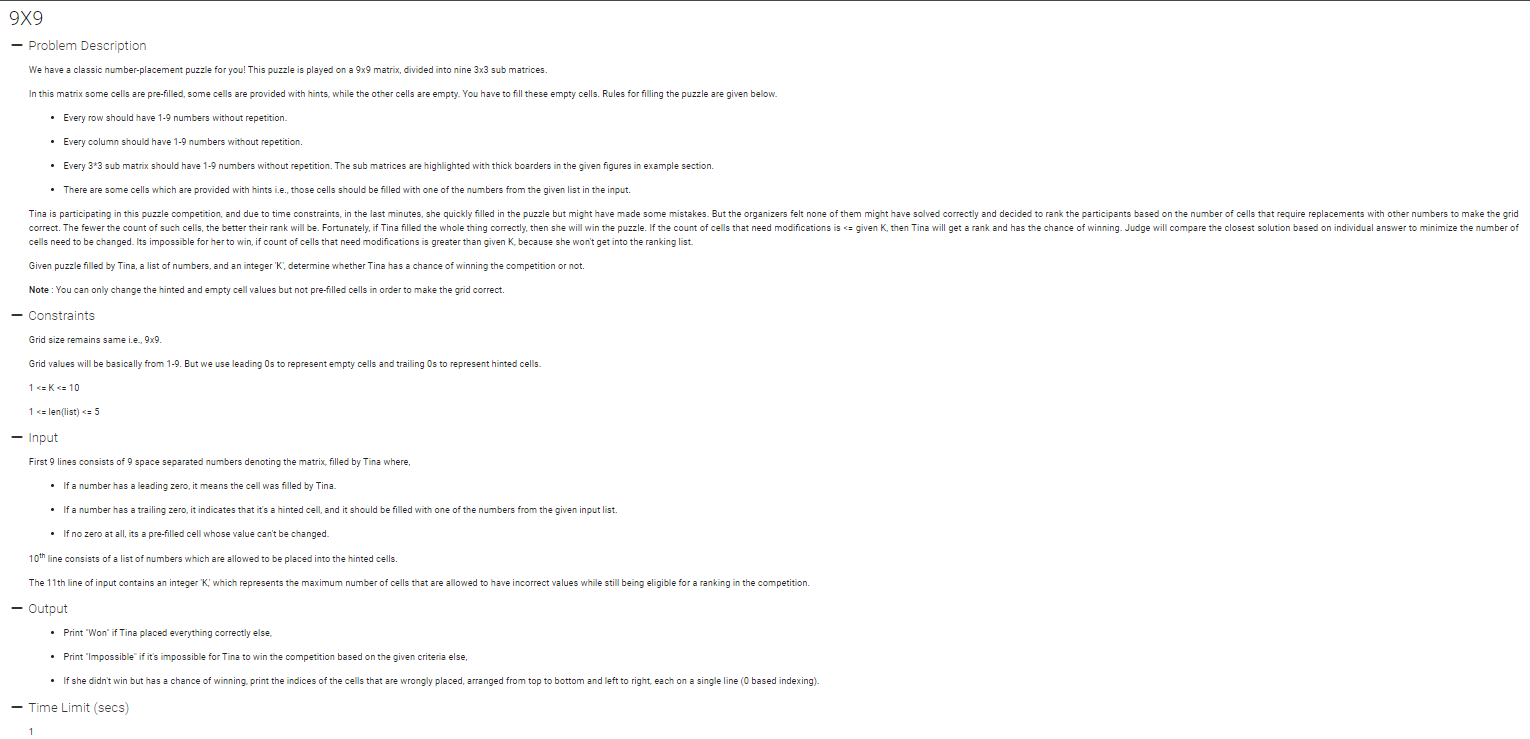 9X9
Problem Description
We have a classic number-placement puzzle for you! This puzzle is played on a 9x9 matrix, divided into nine 3x3 sub matrices.
In this matrix some cells are pre-filled, some cells are provided with hints, while the other cells are empty. You have to fill these empty cells. Rules for filling the puzzle are given below.
• Every row should have 1-9 numbers without repetition.
• Every column should have 1-9 numbers without repetition.
• Every 3*3 sub matrix should have 1-9 numbers without repetition. The sub matrices are highlighted with thick boarders in the given figures in example section.
• There are some cells which are provided with hints i.e., those cells should be filled with one of the numbers from the given list in the input.
Tina is participating in this puzzle competition, and due to time constraints, in the last minutes, she quickly filled in the puzzle but might have made some mistakes. But the organizers felt none of them might have solved correctly and decided to rank the participants based on the number of cells that require replacements with other numbers to make the grid
correct. The fewer the count of such cells, the better their rank will be. Fortunately, if Tina filled the whole thing correctly, then she will win the puzzle. If the count of cells that need modifications is <= given K, then Tina will get a rank and has the chance of winning. Judge will compare the closest solution based on individual answer to minimize the number of
cells need to be changed. Its impossible for her to win, if count of cells that need modifications is greater than given K, because she won't get into the ranking list.
Given puzzle filled by Tina, a list of numbers, and an integer 'K', determine whether Tina has a chance of winning the competition or not.
Note : You can only change the hinted and empty cell values but not pre-filled cells in order to make the grid correct.
Constraints
Grid size remains same i.e., 9x9.
Grid values will be basically from 1-9. But we use leading 0s to represent empty cells and trailing 0s to represent hinted cells.
1 <= K <= 10
1 <= len(list) <= 5
Input
First 9 lines consists of 9 space separated numbers denoting the matrix, filled by Tina where,
• If a number has a leading zero, it means the cell was filled by Tina.
• If a number has a trailing zero, it indicates that it's a hinted cell, and it should be filled with one of the numbers from the given input list.
• If no zero at all, its a pre-filled cell whose value can't be changed.
10th line consists of a list of numbers which are allowed to be placed into the hinted cells.
The 11th line of input contains an integer 'K,' which represents the maximum number of cells that are allowed to have incorrect values while still being eligible for a ranking in the competition.
Output
• Print "Won" if Tina placed everything correctly else,
• Print "Impossible" if it's impossible for Tina to win the competition based on the given criteria else,
• If she didn't win but has a chance of winning, print the indices of the cells that are wrongly placed, arranged from top to bottom and left to right, each on a single line (0 based indexing).
Time Limit (secs)
1